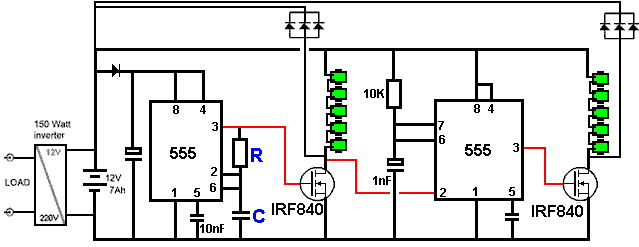 150 Watt
inverter
12V
LOAD
220V
12V
7Ah
8 4
3
555
2
6
1 5
10nF
R
C
IRF840
10K
1nF
8 4
7
6
555
3
2
1 5
IRF840